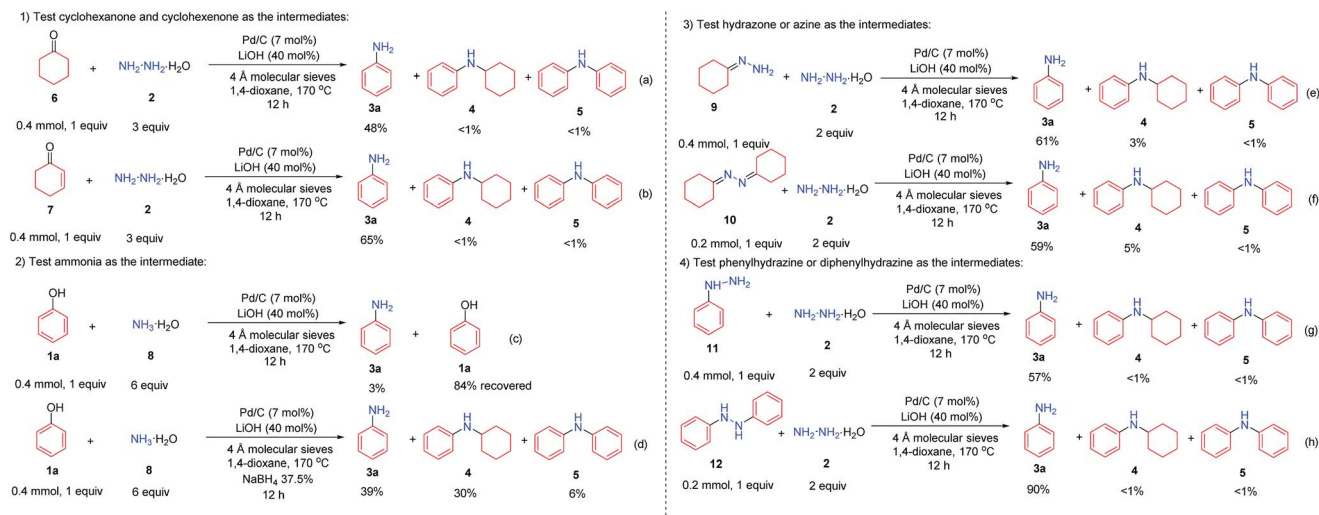 1) Test cyclohexanone and cyclohexenone as the intermediates:
O
6
0.4 mmol, 1 equiv
+
NH2-NH2·H2O
2
3 equiv
Pd/C (7 mol%)
LiOH (40 mol%)
4 Å molecular sieves
1,4-dioxane, 170 °C
12 h
NH2
3a
48%
+
H
N
4
<1%
+
H
N
5
<1%
(a)
O
7
0.4 mmol, 1 equiv
+
NH2-NH2·H2O
2
3 equiv
Pd/C (7 mol%)
LiOH (40 mol%)
4 Å molecular sieves
1,4-dioxane, 170 °C
12 h
NH2
3a
65%
+
H
N
4
<1%
+
H
N
5
<1%
(b)
2) Test ammonia as the intermediate:
OH
1a
0.4 mmol, 1 equiv
+
NH3·H2O
8
6 equiv
Pd/C (7 mol%)
LiOH (40 mol%)
4 Å molecular sieves
1,4-dioxane, 170 °C
12 h
NH2
3a
3%
+
OH
1a
84% recovered
(c)
OH
1a
0.4 mmol, 1 equiv
+
NH3·H2O
8
6 equiv
Pd/C (7 mol%)
LiOH (40 mol%)
4 Å molecular sieves
1,4-dioxane, 170 °C
NaBH4 37.5%
12 h
NH2
3a
39%
+
H
N
4
30%
+
H
N
5
6%
(d)
3) Test hydrazone or azine as the intermediates:
N
NH2
9
0.4 mmol, 1 equiv
+
NH2-NH2·H2O
2
2 equiv
Pd/C (7 mol%)
LiOH (40 mol%)
4 Å molecular sieves
1,4-dioxane, 170 °C
12 h
NH2
3a
61%
+
H
N
4
3%
+
H
N
5
<1%
(e)
N
N
10
0.2 mmol, 1 equiv
+
NH2-NH2·H2O
2
2 equiv
Pd/C (7 mol%)
LiOH (40 mol%)
4 Å molecular sieves
1,4-dioxane, 170 °C
12 h
NH2
3a
59%
+
H
N
4
5%
+
H
N
5
<1%
(f)
4) Test phenylhydrazine or diphenylhydrazine as the intermediates:
NH-NH2
11
0.4 mmol, 1 equiv
+
NH2-NH2·H2O
2
2 equiv
Pd/C (7 mol%)
LiOH (40 mol%)
4 Å molecular sieves
1,4-dioxane, 170 °C
12 h
NH2
3a
57%
+
H
N
4
<1%
+
H
N
5
<1%
(g)
H
N
N
H
12
0.2 mmol, 1 equiv
+
NH2-NH2·H2O
2
2 equiv
Pd/C (7 mol%)
LiOH (40 mol%)
4 Å molecular sieves
1,4-dioxane, 170 °C
12 h
NH2
3a
90%
+
H
N
4
<1%
+
H
N
5
<1%
(h)